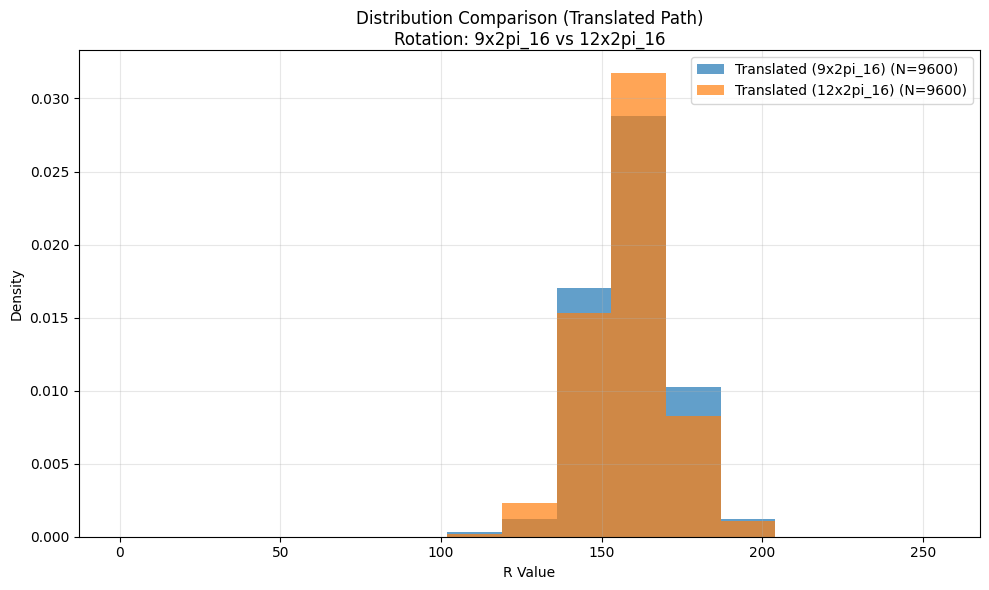 Distribution Comparison (Translated Path)
Rotation: 9x2pi_16 vs 12x2pi_16
Translated (9x2pi_16) (N=9600)
Translated (12x2pi_16) (N=9600)
0.030
0.025
0.020
0.015
0.010
0.005
0.000
Density
0 50 100 150 200 250
R Value